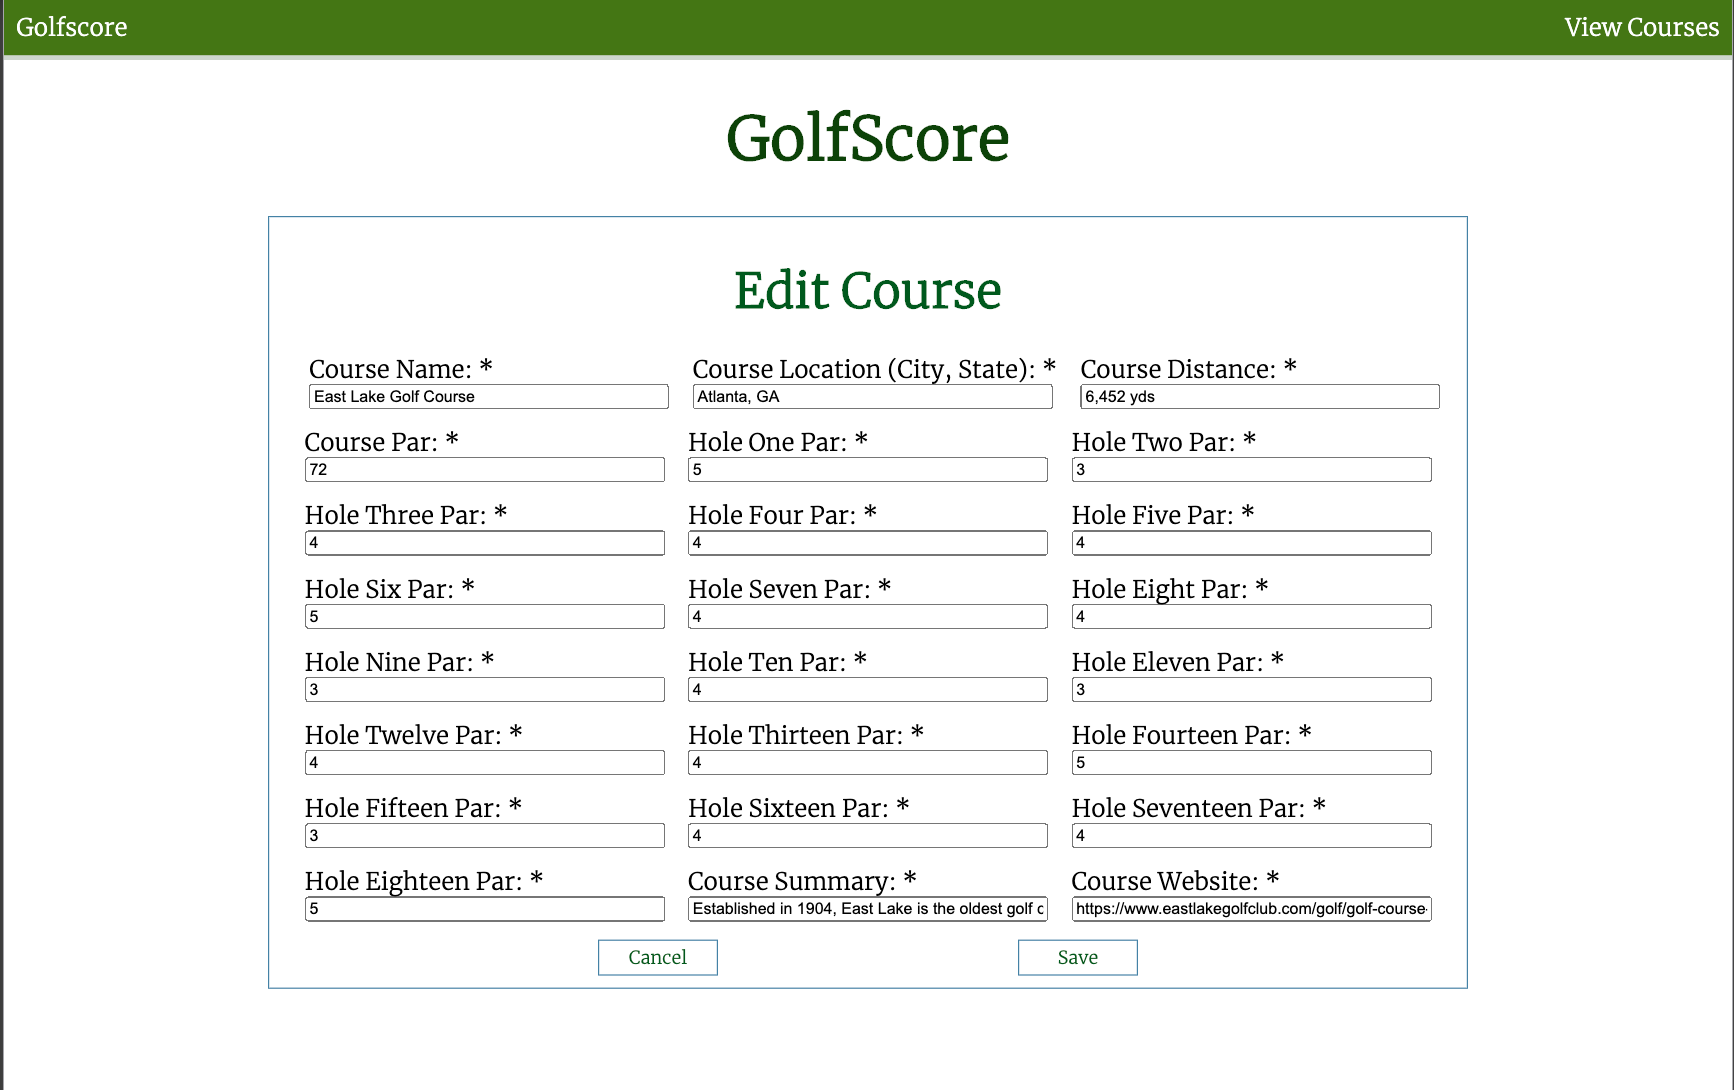 Golfscore View Courses
GolfScore
Edit Course
Course Name: * Course Location (City, State): * Course Distance: *
East Lake Golf Course Atlanta, GA 6,452 yds
Course Par: * Hole One Par: * Hole Two Par: *
72 5 3
Hole Three Par: * Hole Four Par: * Hole Five Par: *
4 4 4
Hole Six Par: * Hole Seven Par: * Hole Eight Par: *
5 4 4
Hole Nine Par: * Hole Ten Par: * Hole Eleven Par: *
3 4 3
Hole Twelve Par: * Hole Thirteen Par: * Hole Fourteen Par: *
4 4 5
Hole Fifteen Par: * Hole Sixteen Par: * Hole Seventeen Par: *
3 4 4
Hole Eighteen Par: * Course Summary: * Course Website: *
5 Established in 1904, East Lake is the oldest golf https://www.eastlakegolfclub.com/golf/golf-course-
Cancel Save